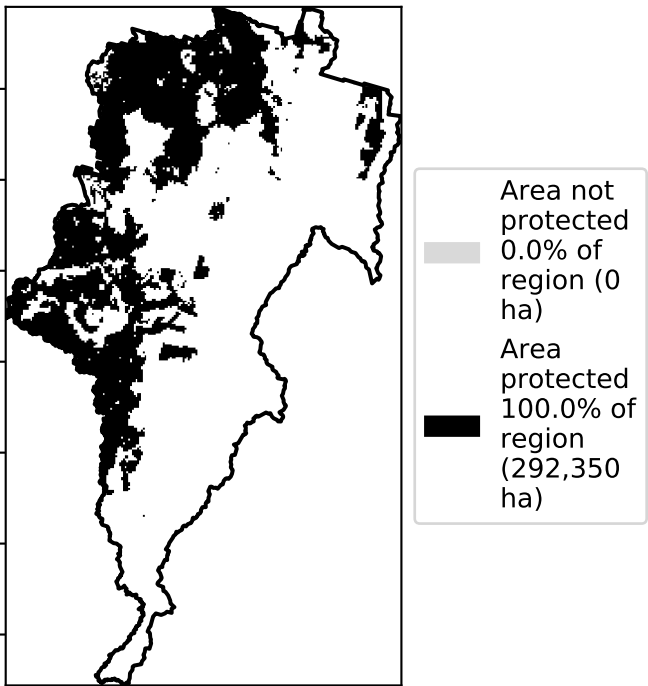 Area not
protected
0.0% of
region (0
ha)
Area
protected
100.0% of
region
(292,350
ha)